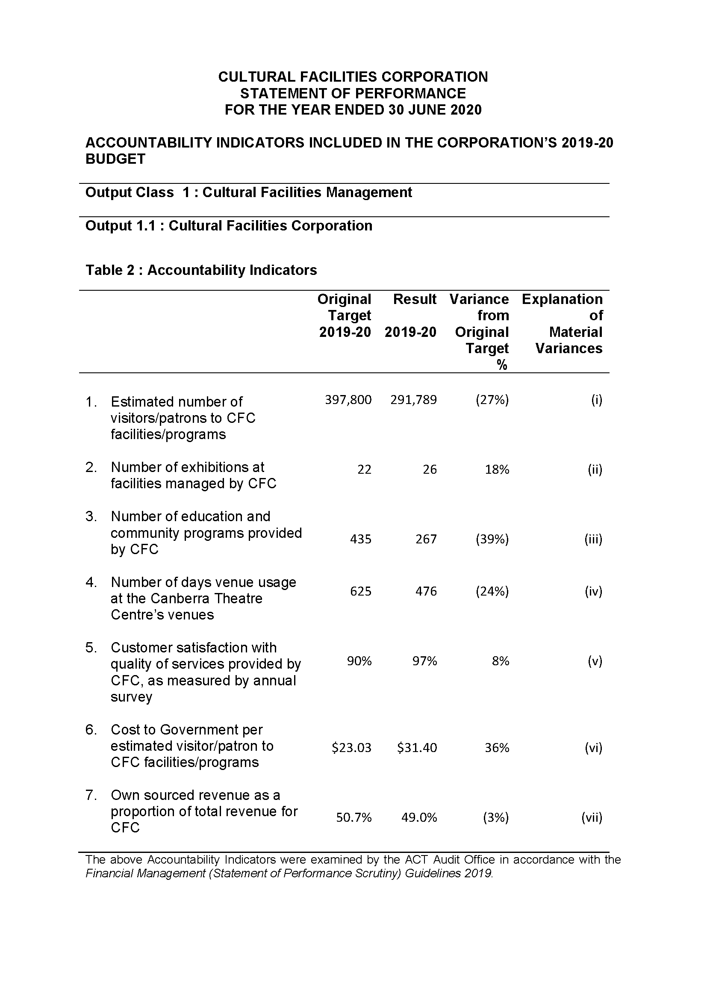 CULTURAL FACILITIES CORPORATION
STATEMENT OF PERFORMANCE
FOR THE YEAR ENDED 30 JUNE 2020
ACCOUNTABILITY INDICATORS INCLUDED IN THE CORPORATION’S 2019-20
BUDGET
Output Class 1 : Cultural Facilities Management
Output 1.1 : Cultural Facilities Corporation
Table 2 : Accountability Indicators
Original Result Variance Explanation
Target from of
2019-20 2019-20 Original Material
Target Variances
%
1. Estimated number of 397,800 291,789 (27%) (i)
visitors/patrons to CFC
facilities/programs
2. Number of exhibitions at 22 26 18% (ii)
facilities managed by CFC
3. Number of education and
community programs provided 435 267 (39%) (iii)
by CFC
4. Number of days venue usage 625 476 (24%) (iv)
at the Canberra Theatre
Centre’s venues
5. Customer satisfaction with
quality of services provided by 90% 97% 8% (v)
CFC, as measured by annual
survey
6. Cost to Government per
estimated visitor/patron to $23.03 $31.40 36% (vi)
CFC facilities/programs
7. Own sourced revenue as a
proportion of total revenue for 50.7% 49.0% (3%) (vii)
CFC
The above Accountability Indicators were examined by the ACT Audit Office in accordance with the
Financial Management (Statement of Performance Scrutiny) Guidelines 2019.